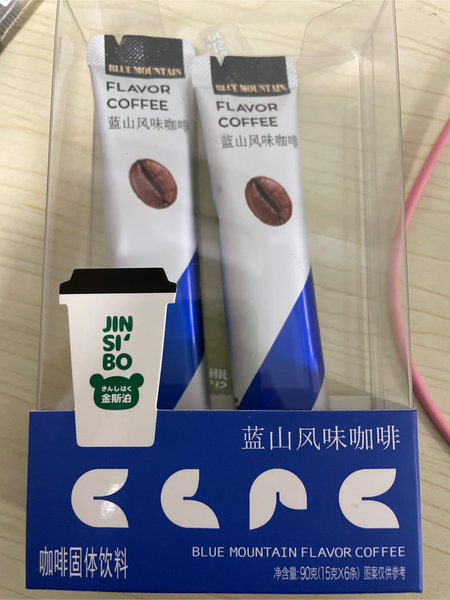 BLUE MOUNTAIN
FLAVOR
COFFEE
蓝山风味咖啡
BLUE MOUNTAIN
FLAVOR
COFFEE
蓝山风味咖啡
JIN
SI'
BO
きんしはく
金斯泊
蓝山风味咖啡
BLUE MOUNTAIN FLAVOR COFFEE
咖啡固体饮料
净含量:90克(15克X6条) 图案仅供参考